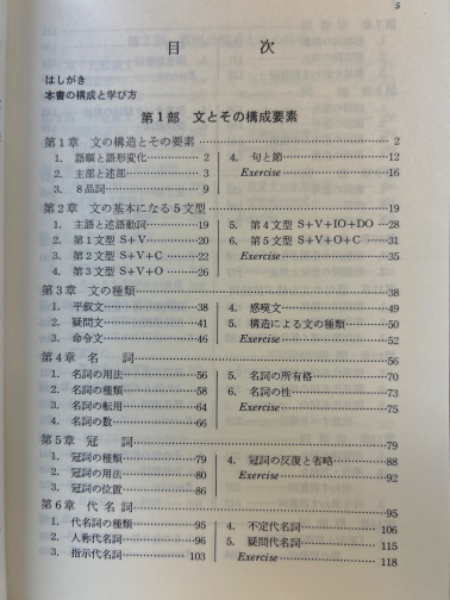 5
目 次
はしがき
本書の構成と学び方
第1部 文とその構成要素
第1章 文の構造とその要素……2
1. 語順と語形変化……2
2. 主部と述部……3
3. 8品詞……9
4. 句と節……12
Exercise……16
第2章 文の基本になる5文型……19
1. 主語と述語動詞……19
2. 第1文型 S+V……20
3. 第2文型 S+V+C……22
4. 第3文型 S+V+O……26
5. 第4文型 S+V+IO+DO…28
6. 第5文型 S+V+O+C……31
Exercise……35
第3章 文の種類……38
1. 平叙文……38
2. 疑問文……41
3. 命令文……46
4. 感嘆文……49
5. 構造による文の種類……50
Exercise……52
第4章 名 詞……56
1. 名詞の用法……56
2. 名詞の種類……58
3. 名詞の転用……64
4. 名詞の数……66
5. 名詞の所有格……70
6. 名詞の性……73
Exercise……75
第5章 冠 詞……79
1. 冠詞の種類……79
2. 冠詞の用法……80
3. 冠詞の位置……86
4. 冠詞の反復と省略……88
Exercise……92
第6章 代名詞……95
1. 代名詞の種類……95
2. 人称代名詞……96
3. 指示代名詞……103
4. 不定代名詞……106
5. 疑問代名詞……115
Exercise……118